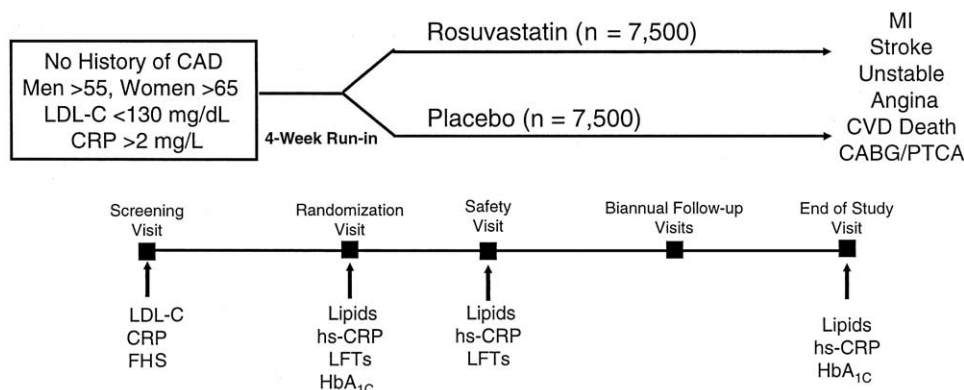 No History of CAD
Men >55, Women >65
LDL-C <130 mg/dL
CRP >2 mg/L
4-Week Run-in
Rosuvastatin (n = 7,500)
Placebo (n = 7,500)
MI
Stroke
Unstable
Angina
CVD Death
CABG/PTCA
Screening
Visit
Randomization
Visit
Safety
Visit
Biannual Follow-up
Visits
End of Study
Visit
LDL-C
CRP
FHS
Lipids
hs-CRP
LFTs
HbA1C
Lipids
hs-CRP
LFTs
Lipids
hs-CRP
HbA1C